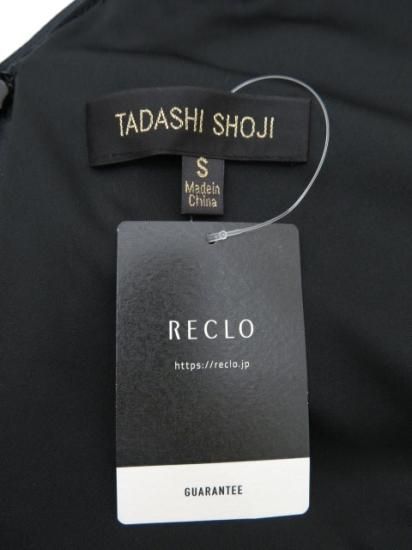 TADASHI SHOJI
S
Made in
China
RECLO
https://reclo.jp
GUARANTEE